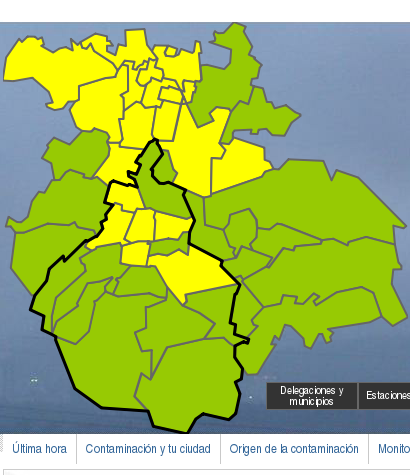 Delegaciones y
municipios
Estaciones
Última hora
Contaminación y tu ciudad
Origen de la contaminación
Monito